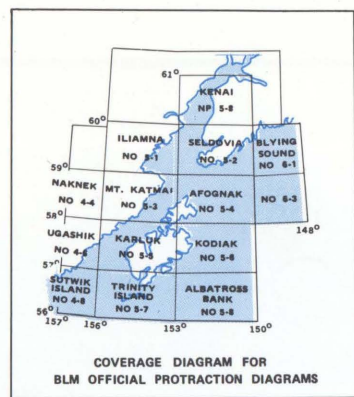 61°
KENAI
NP 5-8
60°
ILIAMNA
NO 5-1
SELDOVIA
NO 5-2
BLYING
SOUND
NO 6-1
59°
NAKNEK
NO 4-4
MT. KATMAI
NO 5-3
AFOGNAK
NO 5-4
NO 6-3
58°
148°
UGASHIK
NO 4-6
KARLUK
NO 5-5
KODIAK
NO 5-6
57°
SUTWIK
ISLAND
NO 4-8
TRINITY
ISLAND
NO 5-7
ALBATROSS
BANK
NO 5-8
56°
157°
156°
153°
150°
COVERAGE DIAGRAM FOR
BLM OFFICIAL PROTRACTION DIAGRAMS